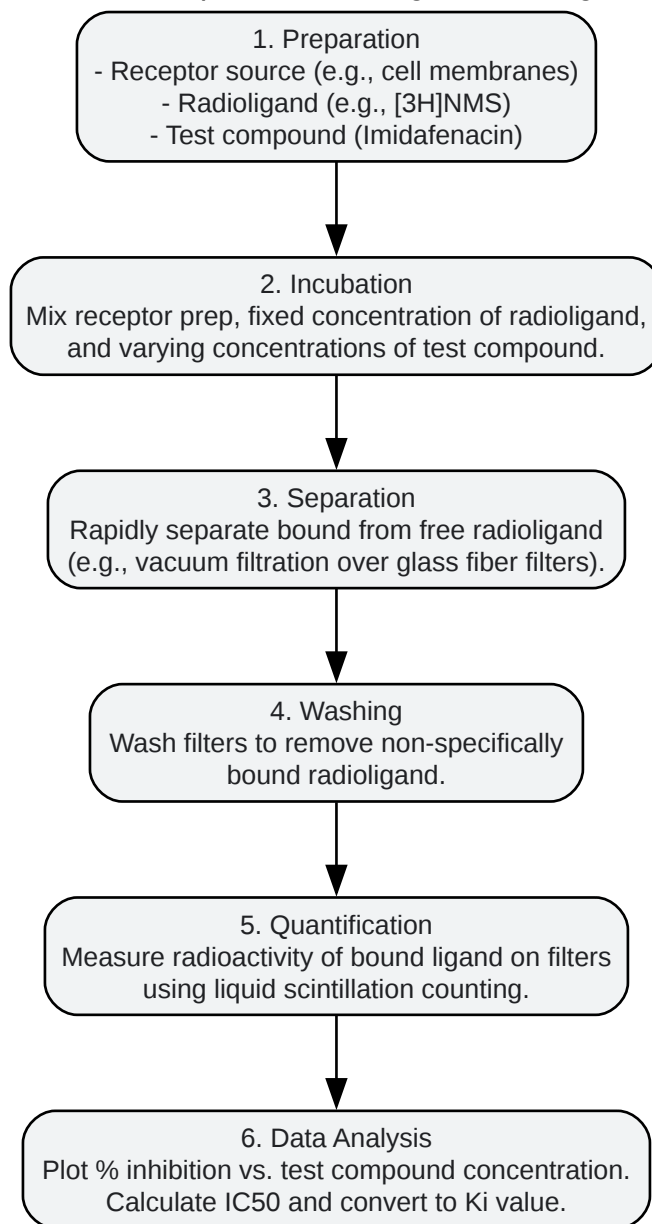 1. Preparation
- Receptor source (e.g., cell membranes)
- Radioligand (e.g., [3H]NMS)
- Test compound (Imidafenacin)
2. Incubation
Mix receptor prep, fixed concentration of radioligand,
and varying concentrations of test compound.
3. Separation
Rapidly separate bound from free radioligand
(e.g., vacuum filtration over glass fiber filters).
4. Washing
Wash filters to remove non-specifically
bound radioligand.
5. Quantification
Measure radioactivity of bound ligand on filters
using liquid scintillation counting.
6. Data Analysis
Plot % inhibition vs. test compound concentration.
Calculate IC50 and convert to Ki value.